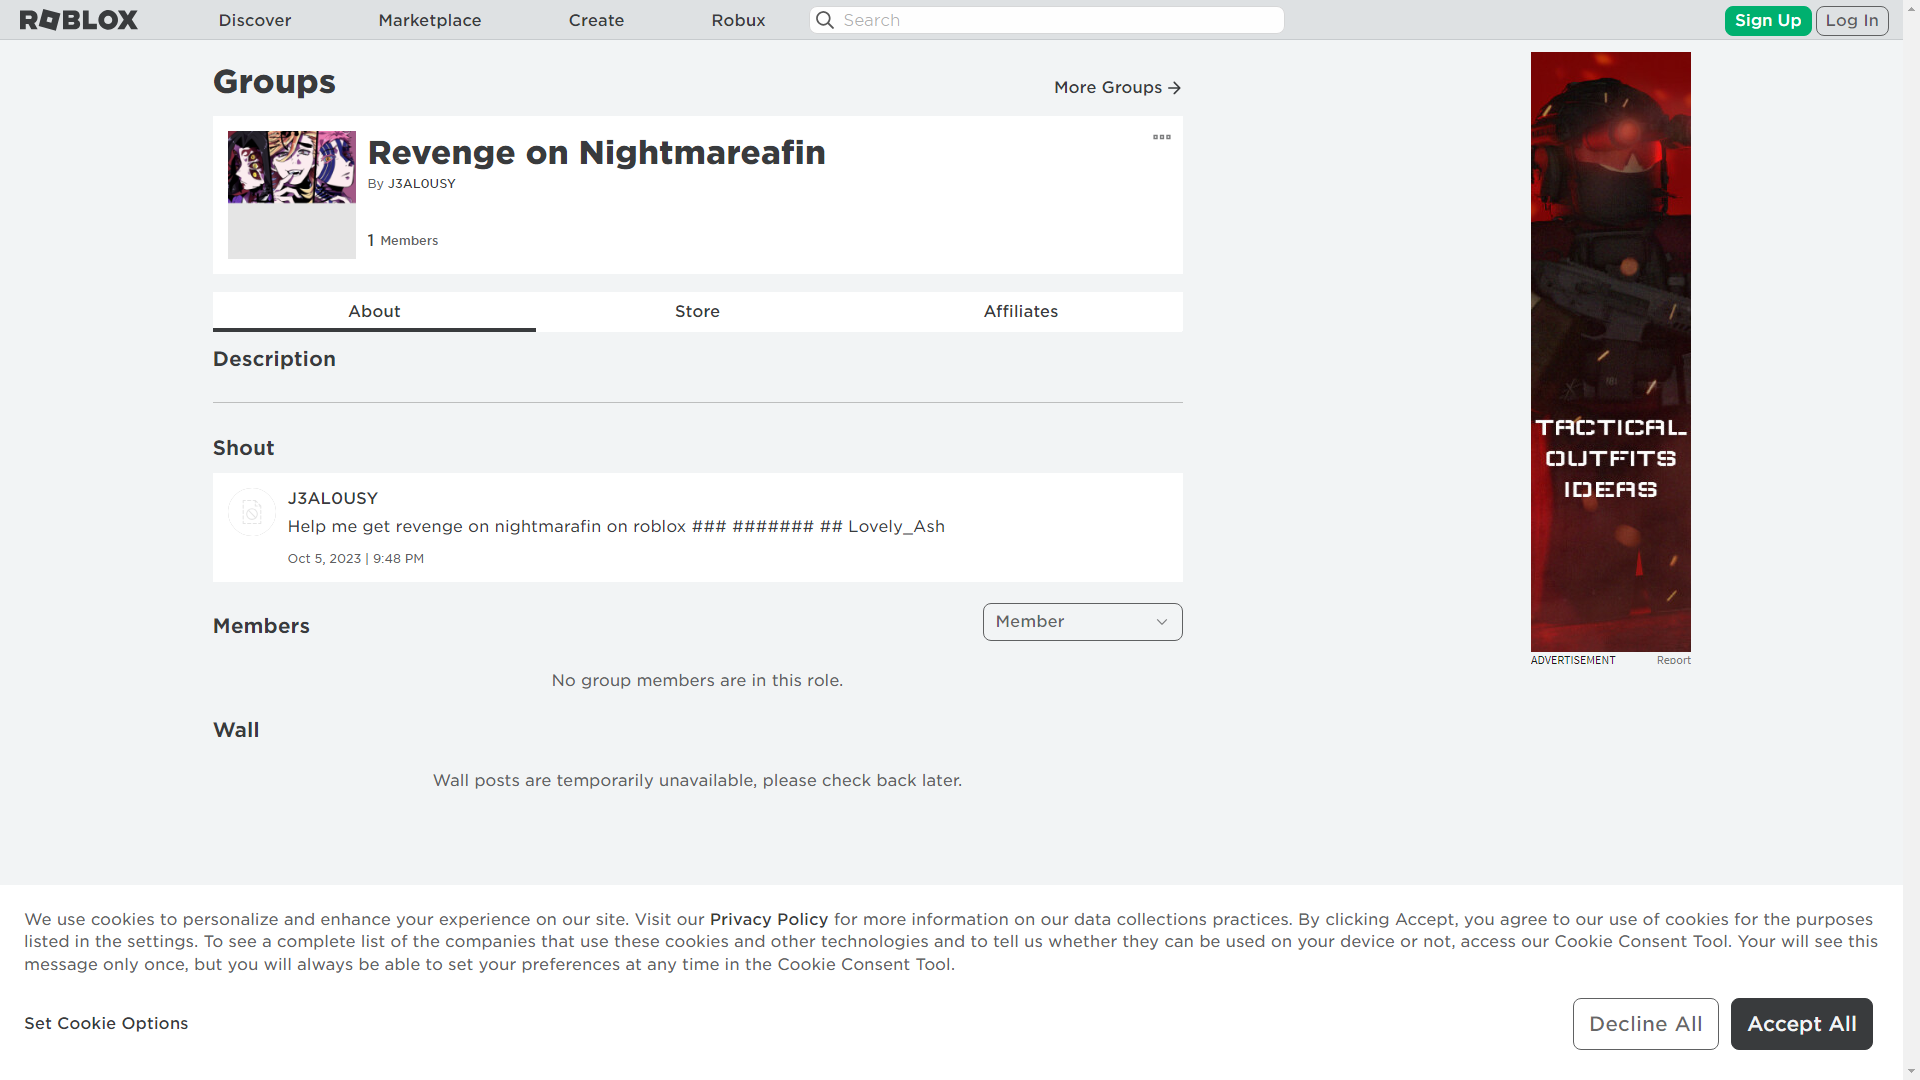 ROBLOX
Discover
Marketplace
Create
Robux
Search
Sign Up
Log In
Groups
More Groups
Revenge on Nightmareafin
By J3AL0USY
1 Members
About
Store
Affiliates
Description
Shout
J3AL0USY
Help me get revenge on nightmarafin on roblox ### ####### ## Lovely_Ash
Oct 5, 2023 | 9:48 PM
Members
Member
No group members are in this role.
Wall
Wall posts are temporarily unavailable, please check back later.
TACTICAL
OUTFITS
IDEAS
ADVERTISEMENT
Report
We use cookies to personalize and enhance your experience on our site. Visit our Privacy Policy for more information on our data collections practices. By clicking Accept, you agree to our use of cookies for the purposes
listed in the settings. To see a complete list of the companies that use these cookies and other technologies and to tell us whether they can be used on your device or not, access our Cookie Consent Tool. Your will see this
message only once, but you will always be able to set your preferences at any time in the Cookie Consent Tool.
Set Cookie Options
Decline All
Accept All